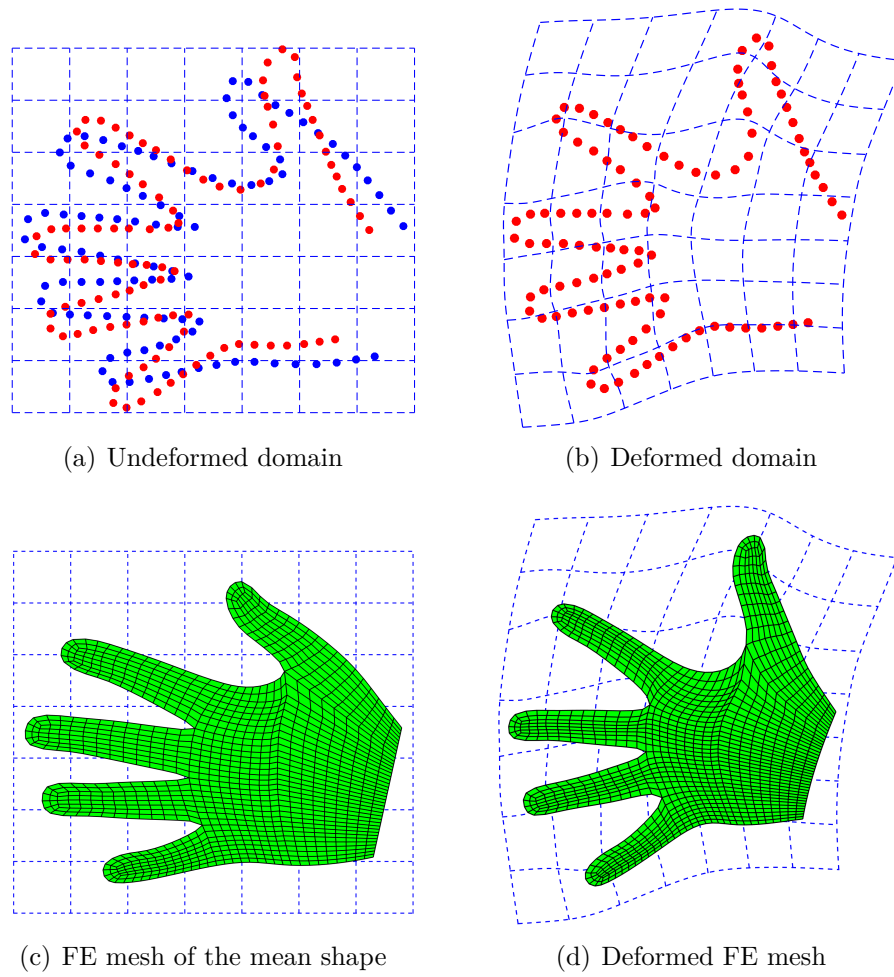 (a) Undeformed domain
(b) Deformed domain
(c) FE mesh of the mean shape
(d) Deformed FE mesh